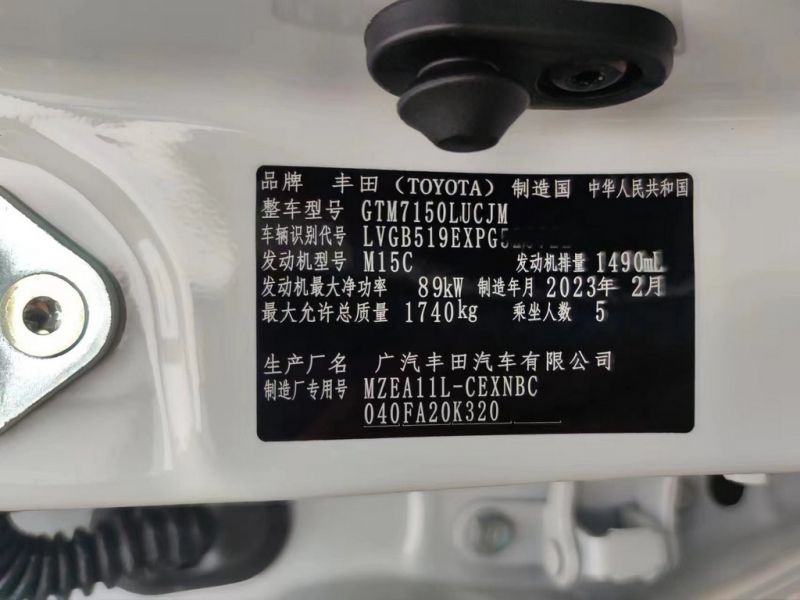 品牌 丰田（TOYOTA） 制造国 中华人民共和国
整车型号 GTM7150LUCJM
车辆识别代号 LVGB519EXPG5
发动机型号 M15C 发动机排量 1490mL
发动机最大净功率 89kW 制造年月 2023年 2月
最大允许总质量 1740kg 乘坐人数 5
生产厂名 广汽丰田汽车有限公司
制造厂专用号 MZEA11L-CEXNBC
040FA20K320